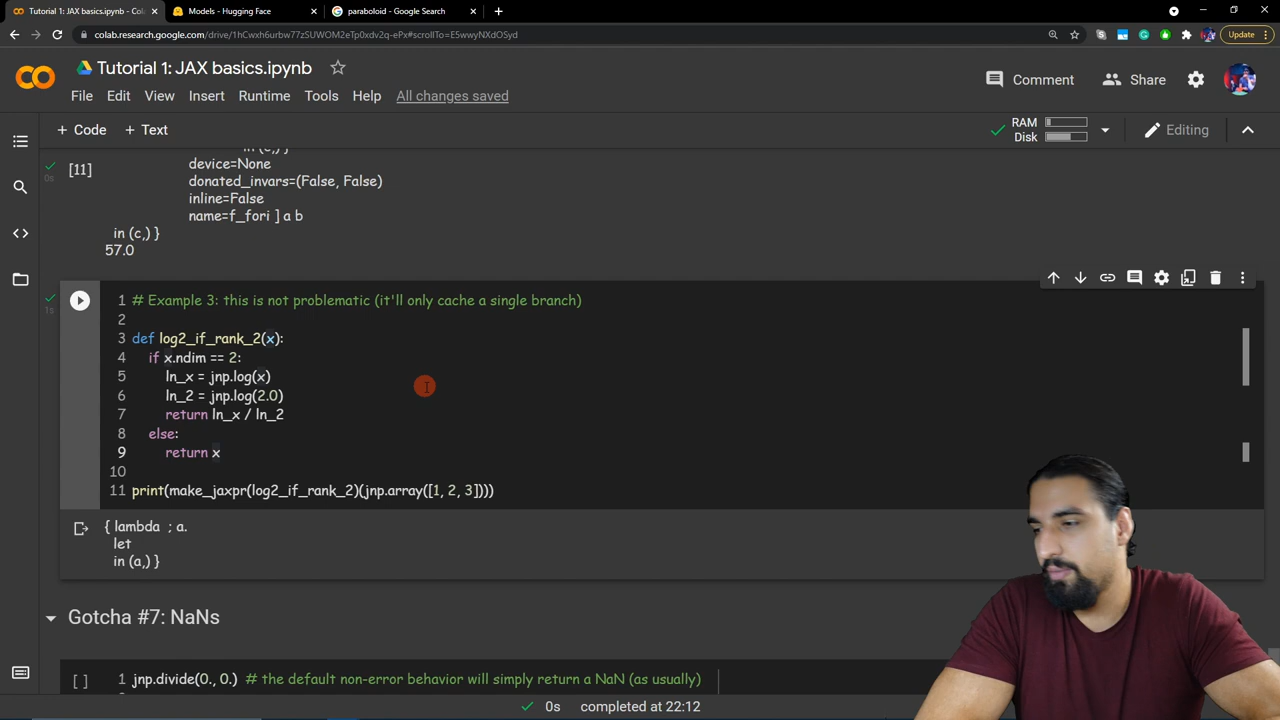 Tutorial 1: JAX basics.ipynb - Col
Models - Hugging Face
paraboloid - Google Search
colab.research.google.com/drive/1hCwxh6urbw77zSUWOM2eTp0xdv2q-ePx#scrollTo=E5wwyNXdOSyd
Update
Tutorial 1: JAX basics.ipynb
Comment
Share
File Edit View Insert Runtime Tools Help All changes saved
+ Code + Text
RAM
Disk
Editing
in (c,) }
[11]
0s
device=None
donated_invars=(False, False)
inline=False
name=f_fori ] a b
in (c,) }
57.0
1s
1 # Example 3: this is not problematic (it'll only cache a single branch)
2
3 def log2_if_rank_2(x):
4 if x.ndim == 2:
5 ln_x = jnp.log(x)
6 ln_2 = jnp.log(2.0)
7 return ln_x / ln_2
8 else:
9 return x
10
11 print(make_jaxpr(log2_if_rank_2)(jnp.array([1, 2, 3])))
{ lambda ; a.
let
in (a,) }
Gotcha #7: NaNs
[ ]
1 jnp.divide(0., 0.) # the default non-error behavior will simply return a NaN (as usually)
0s completed at 22:12